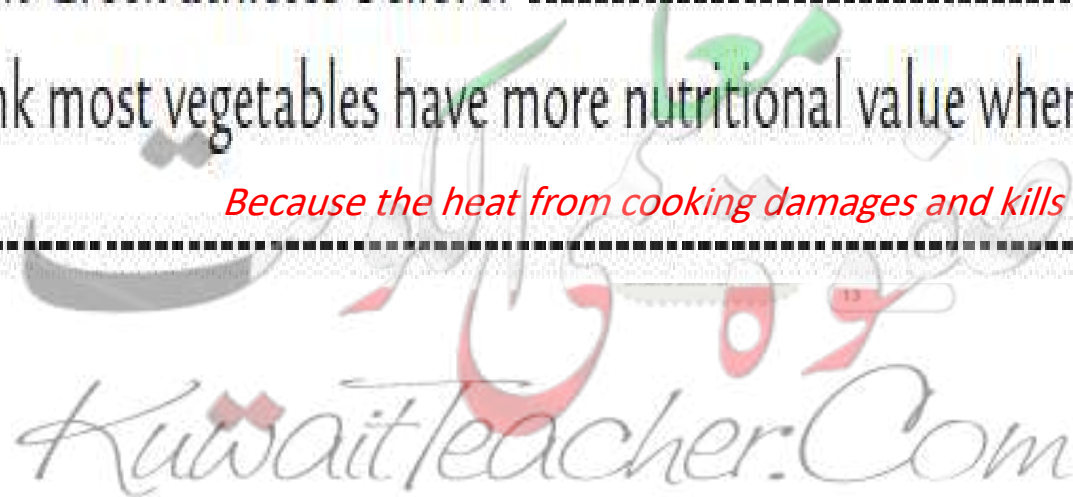 nk most vegetables have more nutritional value when
Because the heat from cooking damages and kills
13
KuwaitTeacher.Com